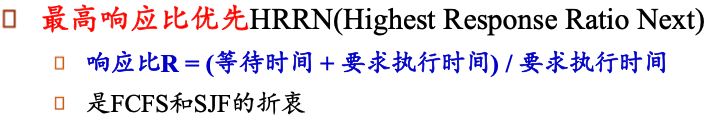 最高响应比优先HRRN(Highest Response Ratio Next)
响应比R = (等待时间 + 要求执行时间) / 要求执行时间
是FCFS和SJF的折衷